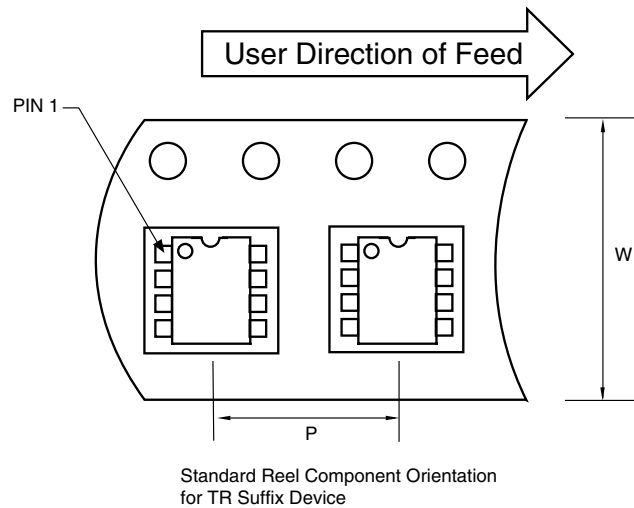 User Direction of Feed
PIN 1
W
P
Standard Reel Component Orientation
for TR Suffix Device